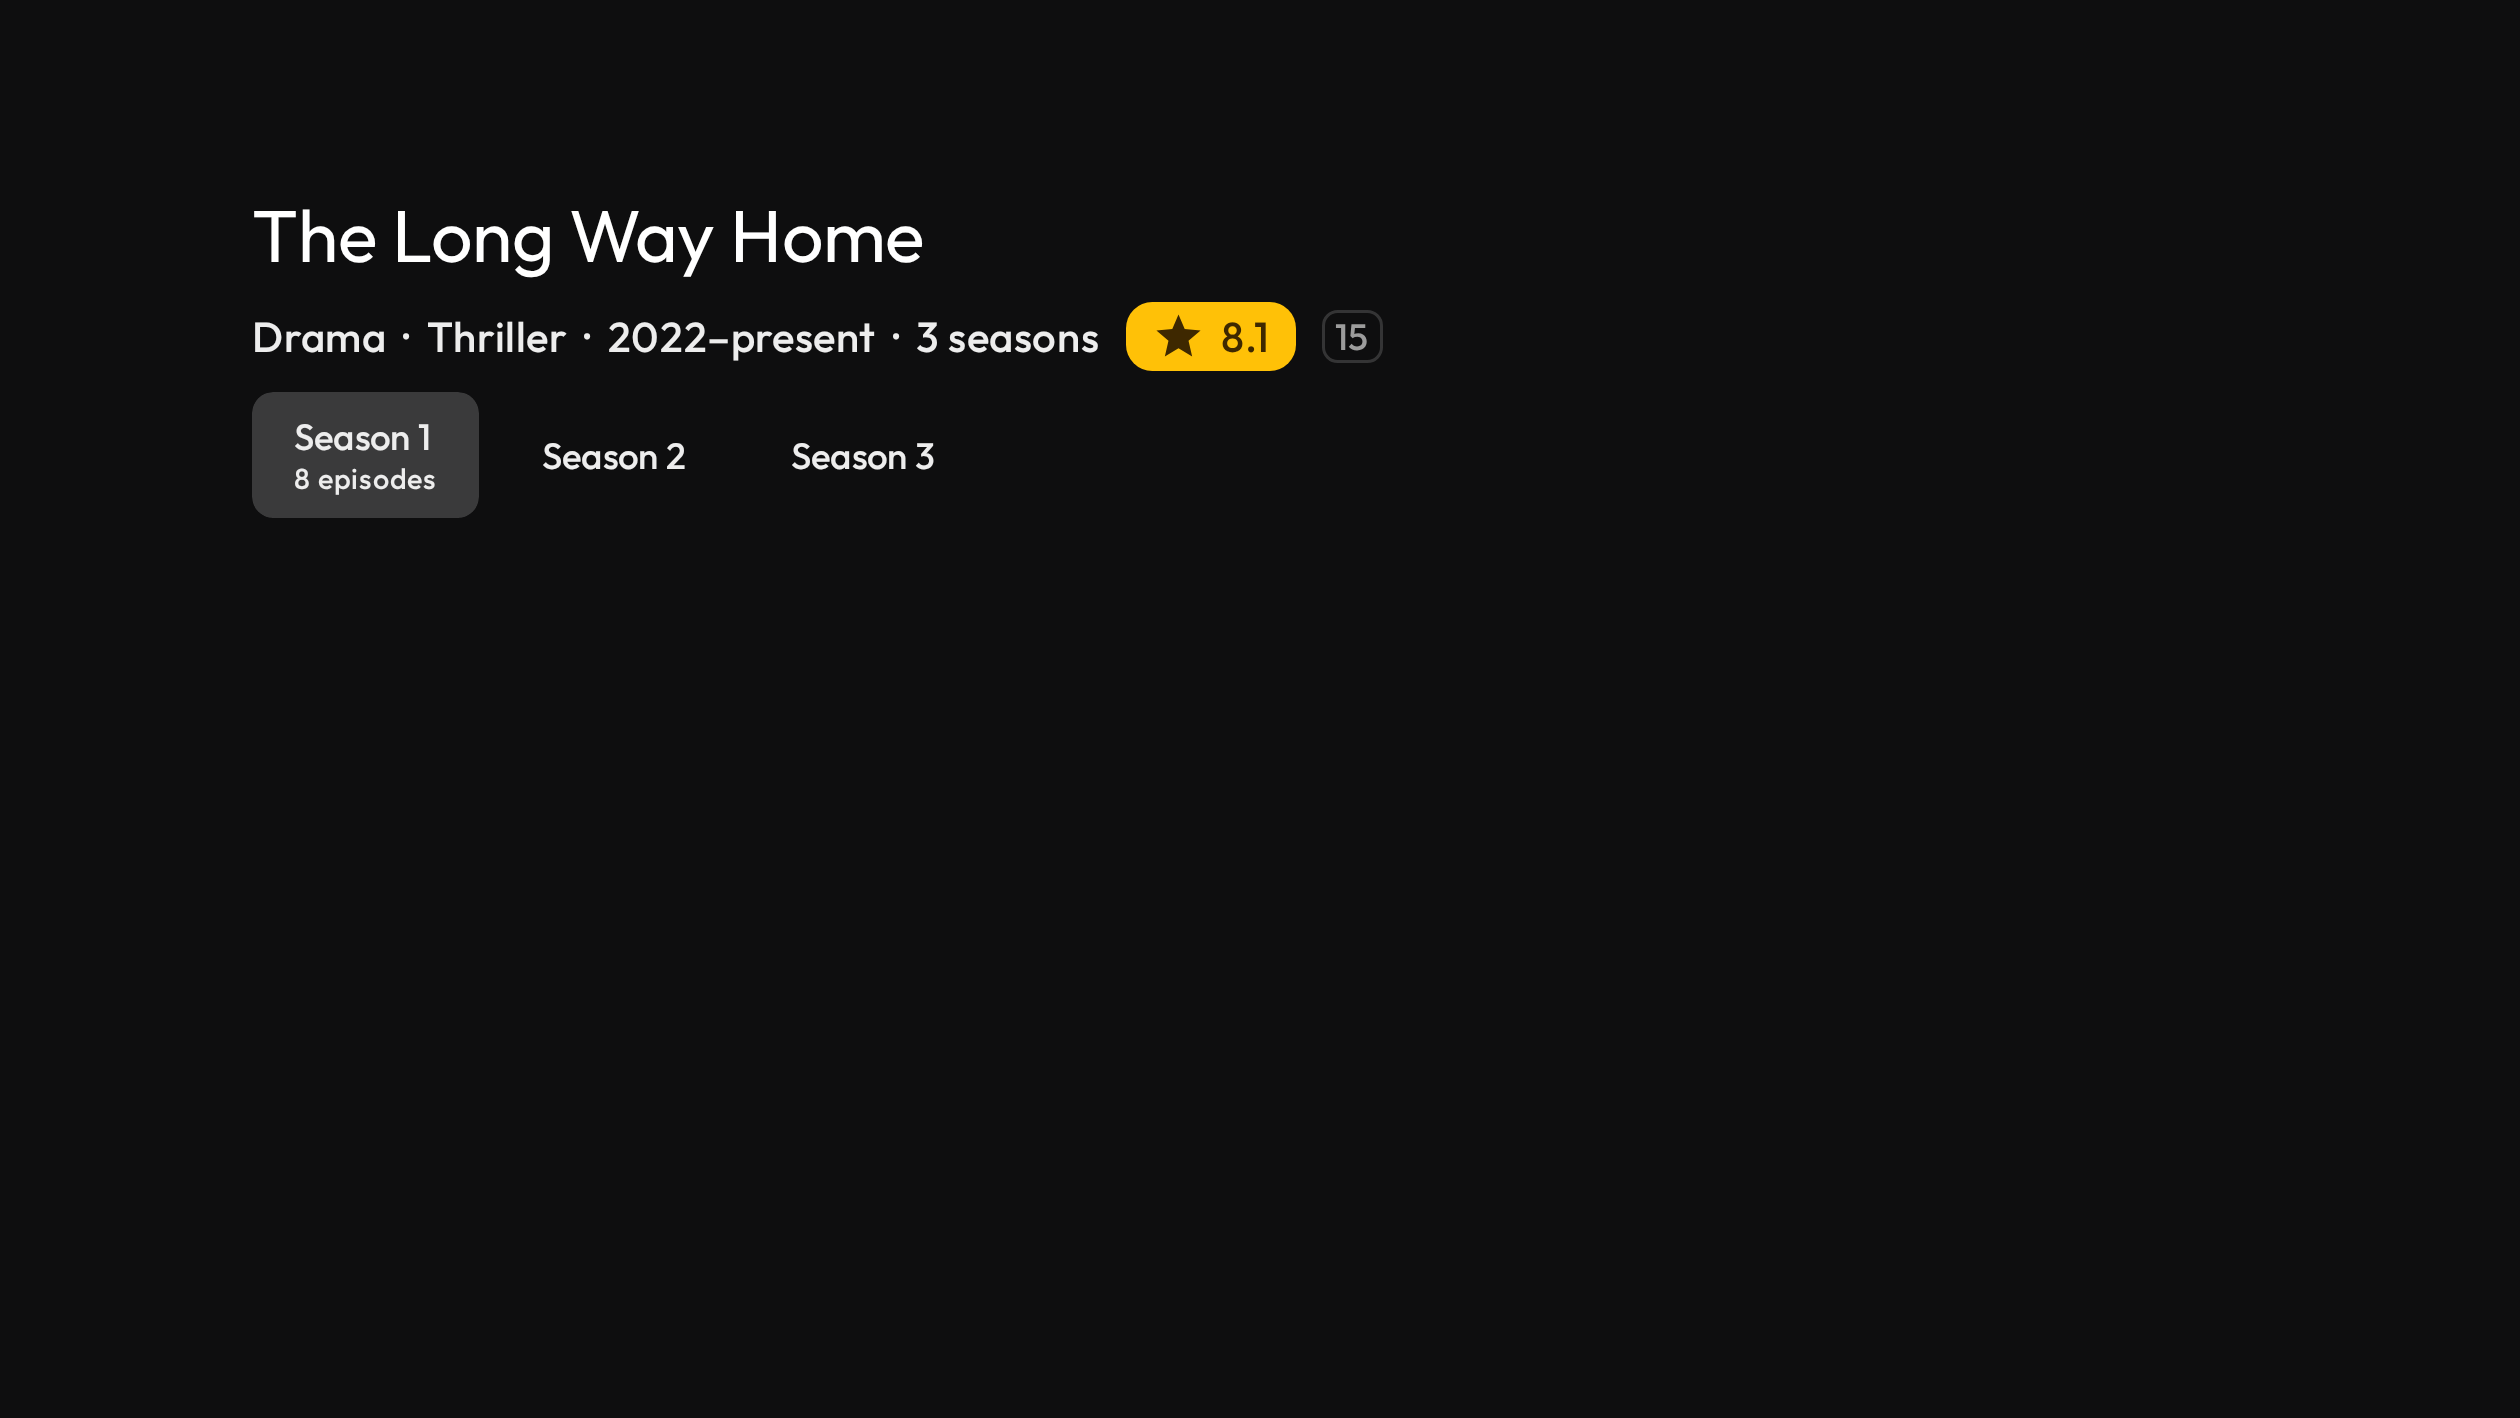 The Long Way Home
Drama · Thriller · 2022–present · 3 seasons 8.1 15
Season 1 Season 2 Season 3
8 episodes